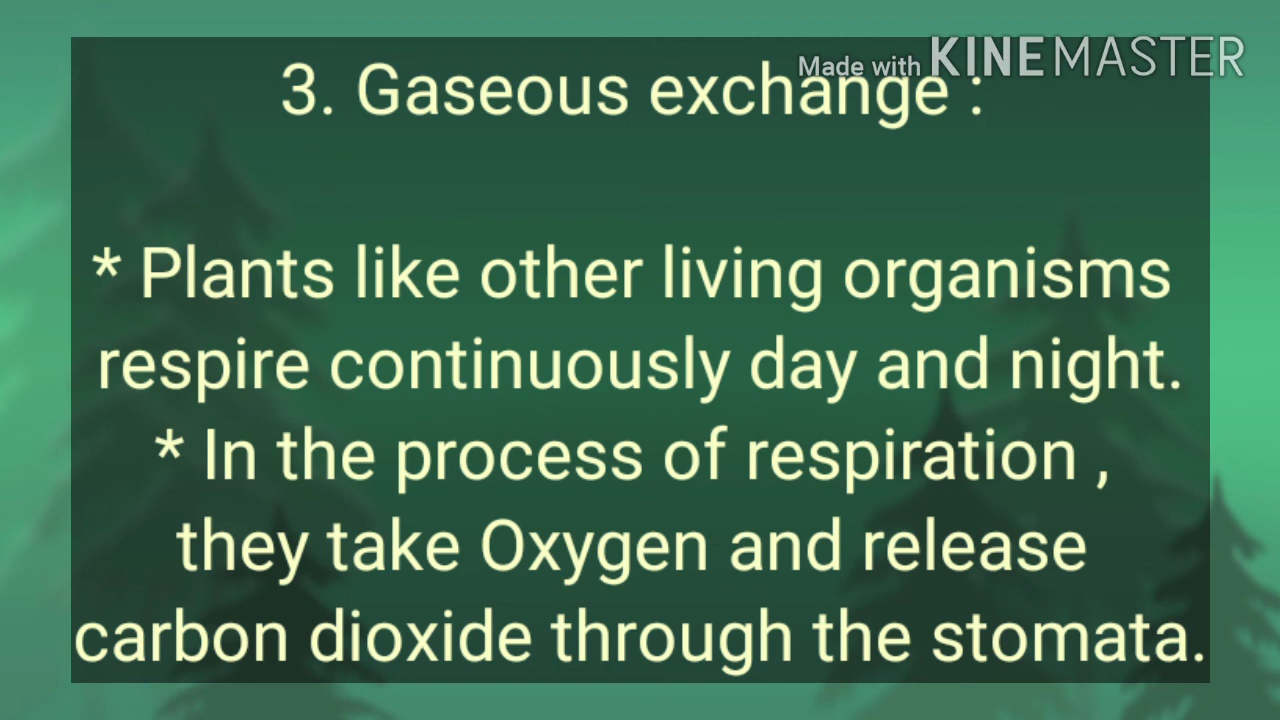 Made with KINEMASTER
3. Gaseous exchange :
* Plants like other living organisms
respire continuously day and night.
* In the process of respiration ,
they take Oxygen and release
carbon dioxide through the stomata.